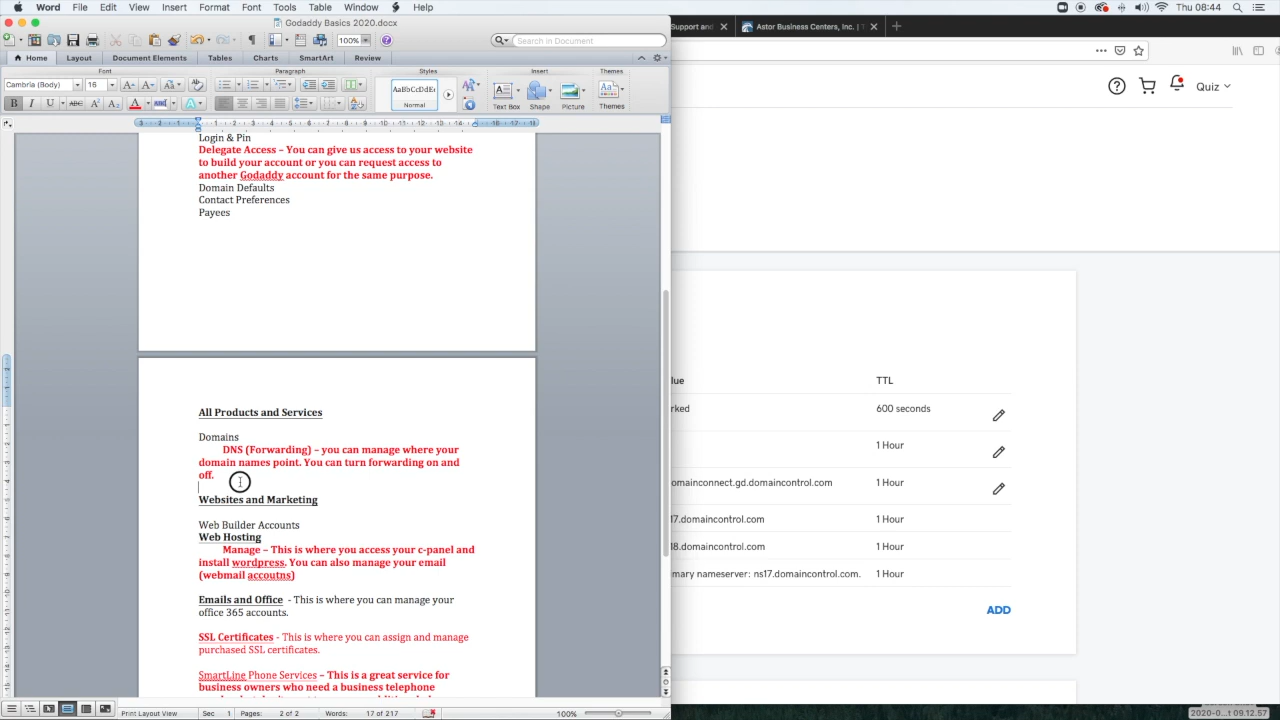 Word File Edit View Insert Format Font Tools Table Window Help
Thu 08:44
Godaddy Basics 2020.docx
Support and
Astor Business Centers, Inc. | T
100%
Search in Document
Home Layout Document Elements Tables Charts SmartArt Review
Font Paragraph Styles Insert Themes
Cambria (Body) 16
AaBbCcDdEe
Normal
Text Box Shape Picture Themes
Quiz
Login & Pin
Delegate Access – You can give us access to your website
to build your account or you can request access to
another Godaddy account for the same purpose.
Domain Defaults
Contact Preferences
Payees
All Products and Services
Domains
DNS (Forwarding) – you can manage where your
domain names point. You can turn forwarding on and
off.
Websites and Marketing
Web Builder Accounts
Web Hosting
Manage – This is where you access your c-panel and
install wordpress. You can also manage your email
(webmail accoutns)
Emails and Office - This is where you can manage your
office 365 accounts.
SSL Certificates - This is where you can assign and manage
purchased SSL certificates.
SmartLine Phone Services – This is a great service for
business owners who need a business telephone
lue TTL
rked 600 seconds
1 Hour
omainconnect.gd.domaincontrol.com 1 Hour
17.domaincontrol.com 1 Hour
18.domaincontrol.com 1 Hour
mary nameserver: ns17.domaincontrol.com. 1 Hour
ADD
Print Layout View Sec 1 Pages: 2 of 2 Words: 17 of 217 100%
2020-0...t 09.12.57